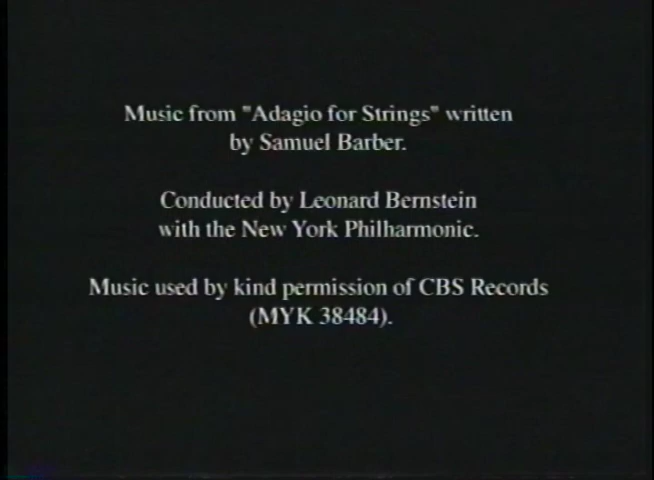 Music from "Adagio for Strings" written
by Samuel Barber.
Conducted by Leonard Bernstein
with the New York Philharmonic.
Music used by kind permission of CBS Records
(MYK 38484).